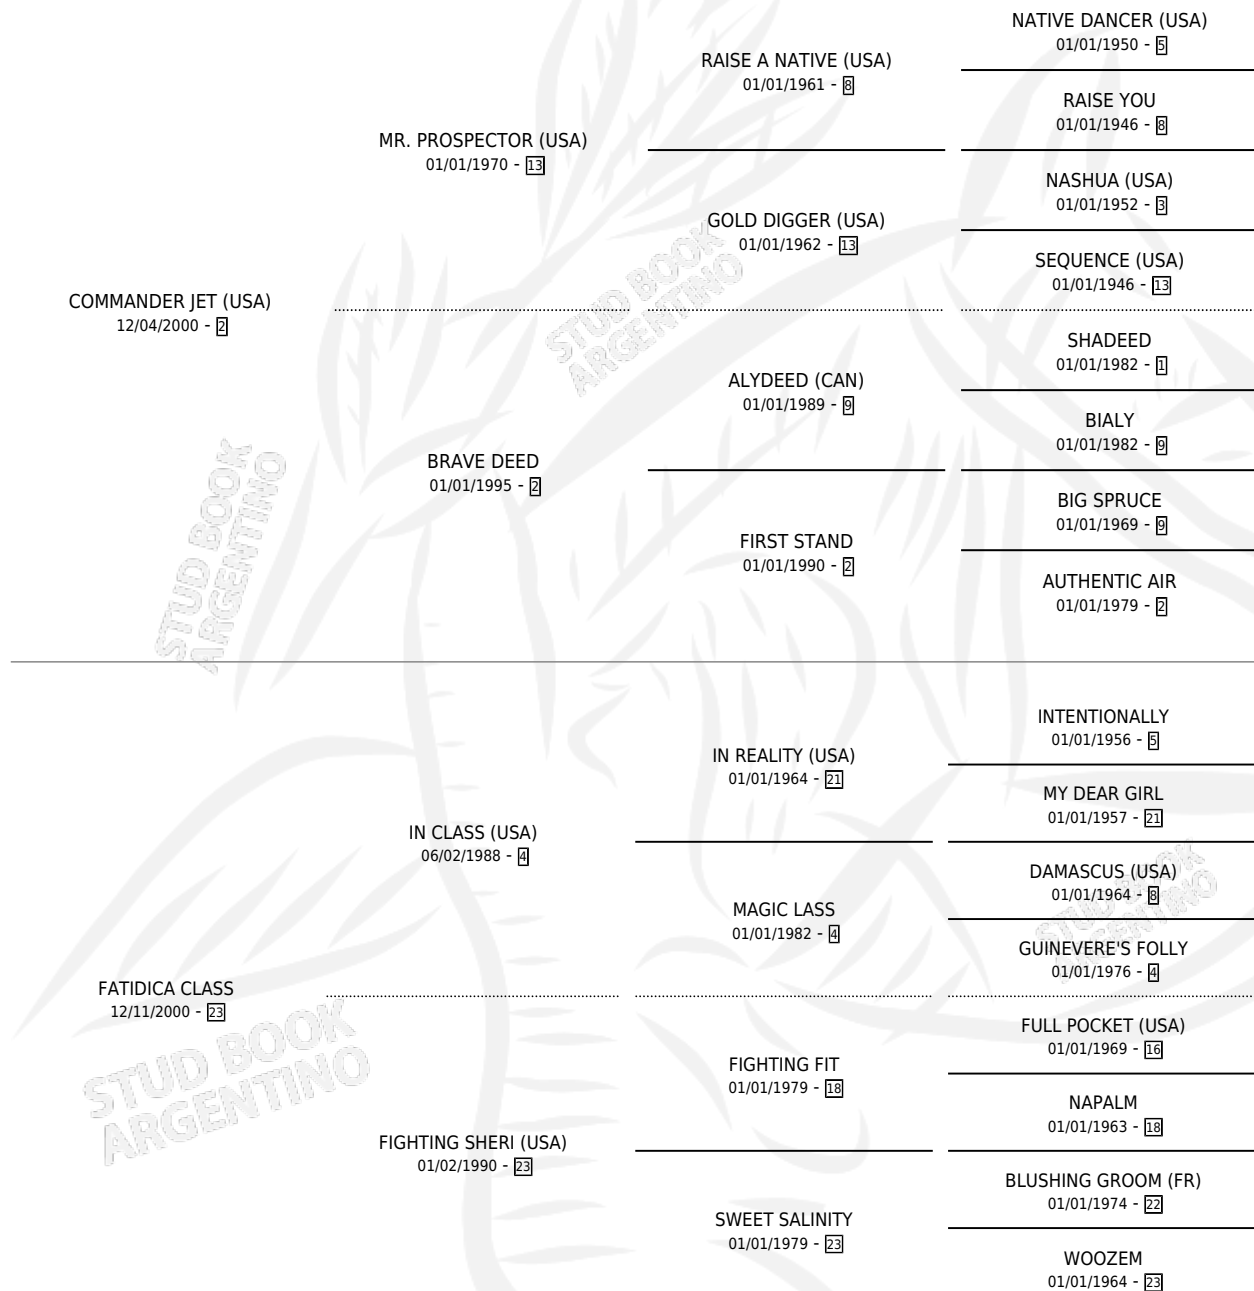 NATIVE DANCER (USA)
01/01/1950 - 5
RAISE A NATIVE (USA)
01/01/1961 - 8
RAISE YOU
01/01/1946 - 8
MR. PROSPECTOR (USA)
01/01/1970 - 13
NASHUA (USA)
01/01/1952 - 3
GOLD DIGGER (USA)
01/01/1962 - 13
SEQUENCE (USA)
01/01/1946 - 13
COMMANDER JET (USA)
12/04/2000 - 2
SHADEED
01/01/1982 - 1
ALYDEED (CAN)
01/01/1989 - 9
BIALY
01/01/1982 - 9
BRAVE DEED
01/01/1995 - 2
BIG SPRUCE
01/01/1969 - 9
FIRST STAND
01/01/1990 - 2
AUTHENTIC AIR
01/01/1979 - 2
INTENTIONALLY
01/01/1956 - 5
IN REALITY (USA)
01/01/1964 - 21
MY DEAR GIRL
01/01/1957 - 21
IN CLASS (USA)
06/02/1988 - 4
DAMASCUS (USA)
01/01/1964 - 8
MAGIC LASS
01/01/1982 - 4
GUINEVERE'S FOLLY
01/01/1976 - 4
FATIDICA CLASS
12/11/2000 - 23
FULL POCKET (USA)
01/01/1969 - 16
FIGHTING FIT
01/01/1979 - 18
NAPALM
01/01/1963 - 18
FIGHTING SHERI (USA)
01/02/1990 - 23
BLUSHING GROOM (FR)
01/01/1974 - 22
SWEET SALINITY
01/01/1979 - 23
WOOZEM
01/01/1964 - 23
STUD BOOK
ARGENTINO
STUD BOOK
ARGENTINO
STUD BOOK
ARGENTINO
STUD BOOK
ARGENTINO